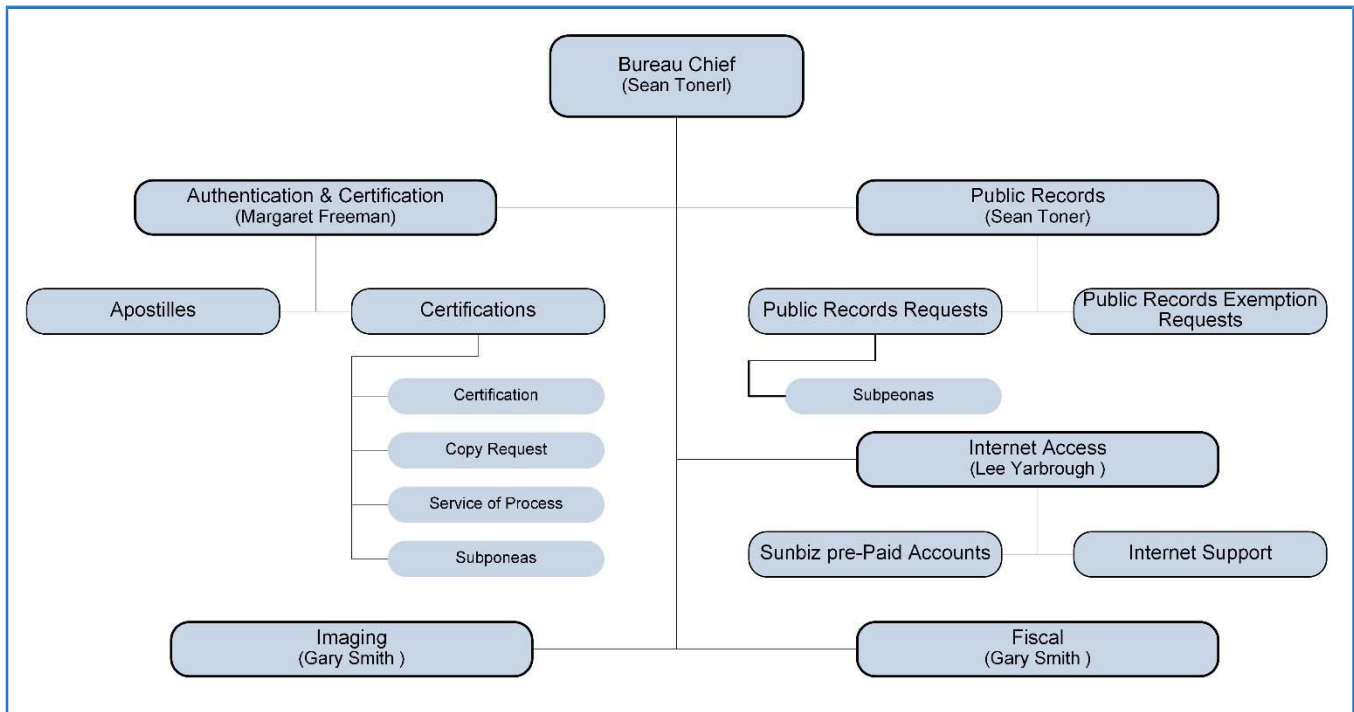 Bureau Chief
(Sean Tonerl)
Authentication & Certification
(Margaret Freeman)
Public Records
(Sean Toner)
Apostilles
Certifications
Public Records Requests
Public Records Exemption
Requests
Certification
Copy Request
Service of Process
Subponeas
Subpeonas
Internet Access
(Lee Yarbrough )
Sunbiz pre-Paid Accounts
Internet Support
Imaging
(Gary Smith )
Fiscal
(Gary Smith )